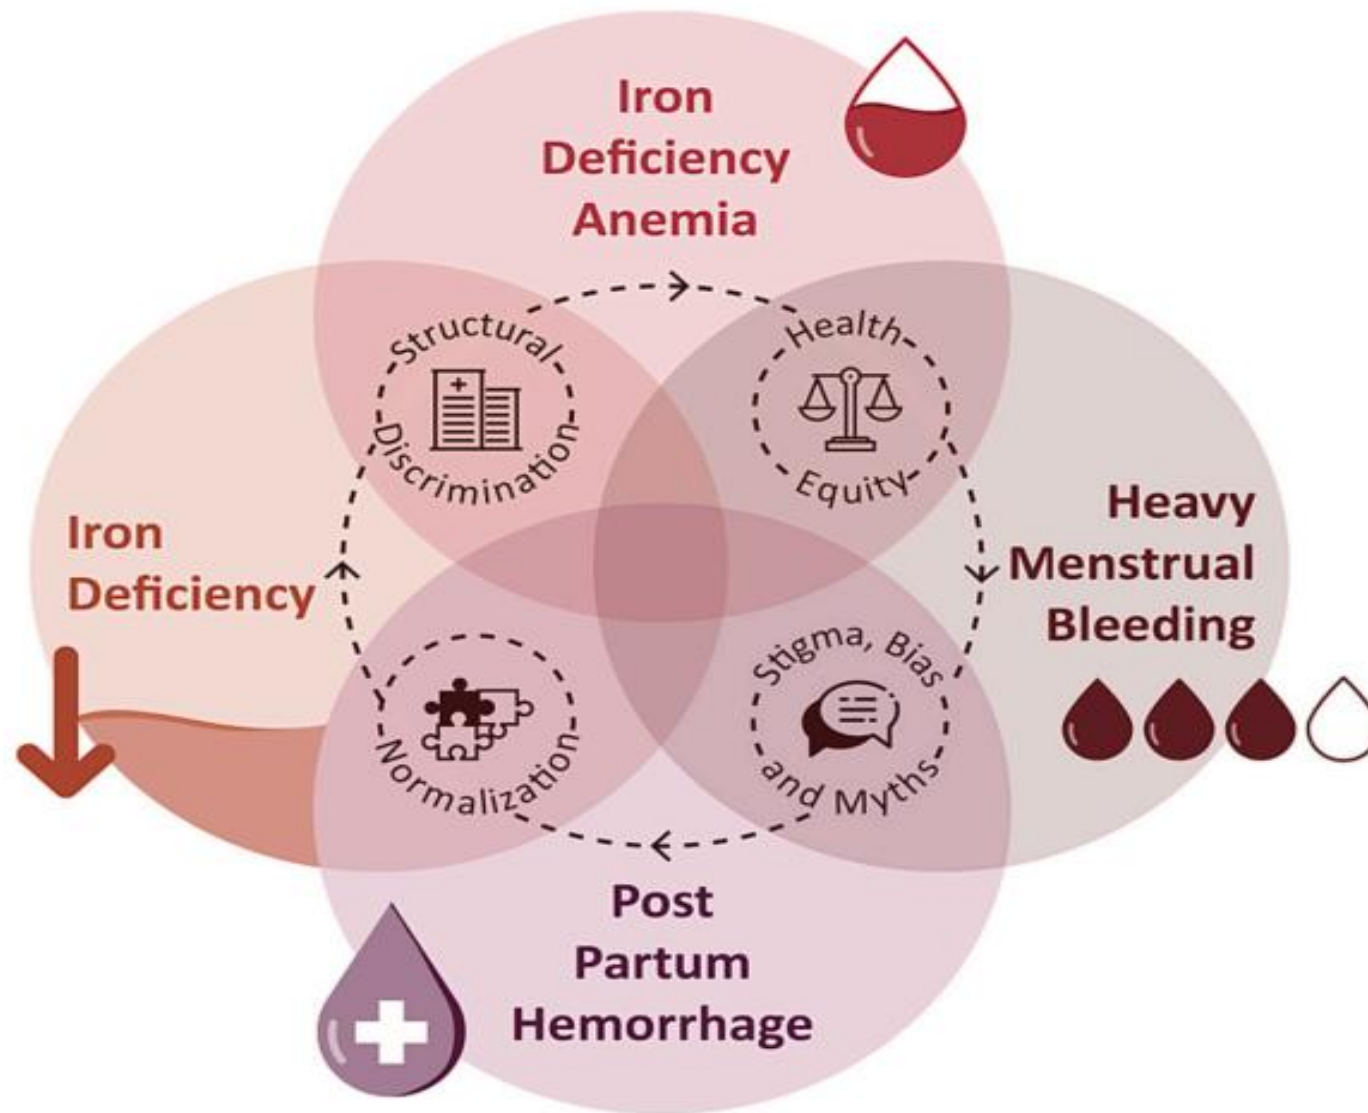 Iron
Deficiency
Anemia
Structural
Discrimination
Health
Equity
Iron
Deficiency
Heavy
Menstrual
Bleeding
Normalization
Stigma, Bias
and Myths
Post
Partum
Hemorrhage